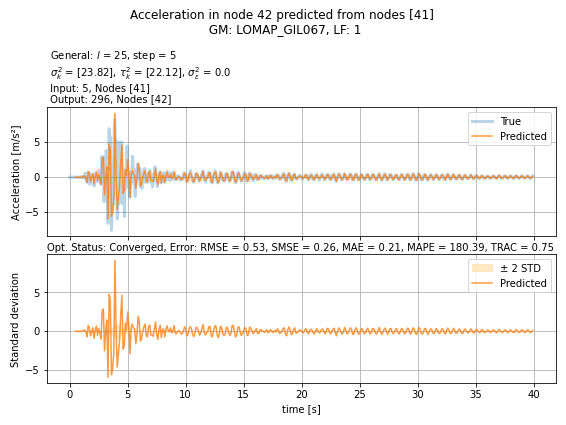 Acceleration in node 42 predicted from nodes [41]
GM: LOMAP_GIL067, LF: 1
General: l = 25, step = 5
σ²ₖ = [23.82], τ²ₖ = [22.12], σ²ε = 0.0
Input: 5, Nodes [41]
Output: 296, Nodes [42]
Acceleration [m/s²]
5
0
−5
True
Predicted
Opt. Status: Converged, Error: RMSE = 0.53, SMSE = 0.26, MAE = 0.21, MAPE = 180.39, TRAC = 0.75
Standard deviation
5
0
−5
± 2 STD
Predicted
0 5 10 15 20 25 30 35 40
time [s]